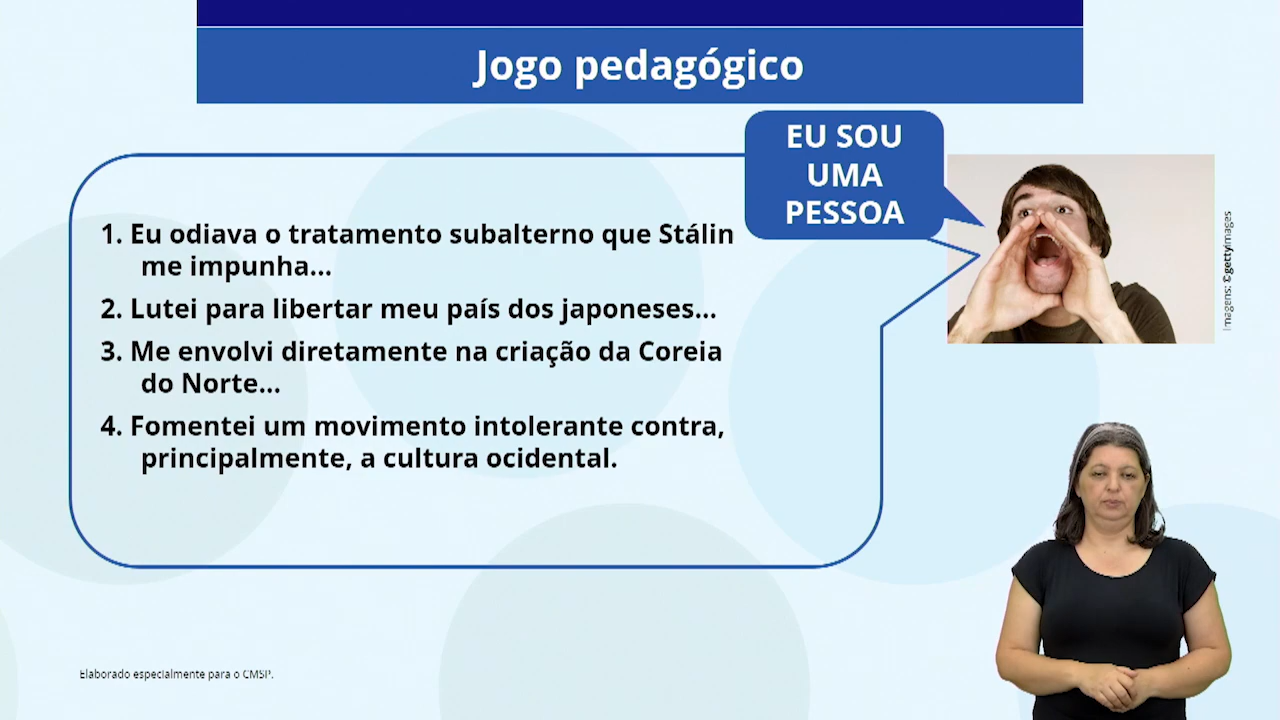 Jogo pedagógico
EU SOU
UMA
PESSOA
1. Eu odiava o tratamento subalterno que Stálin
me impunha...
2. Lutei para libertar meu país dos japoneses...
3. Me envolvi diretamente na criação da Coreia
do Norte...
4. Fomentei um movimento intolerante contra,
principalmente, a cultura ocidental.
Imagens: ©gettyimages
Elaborado especialmente para o CMSP.